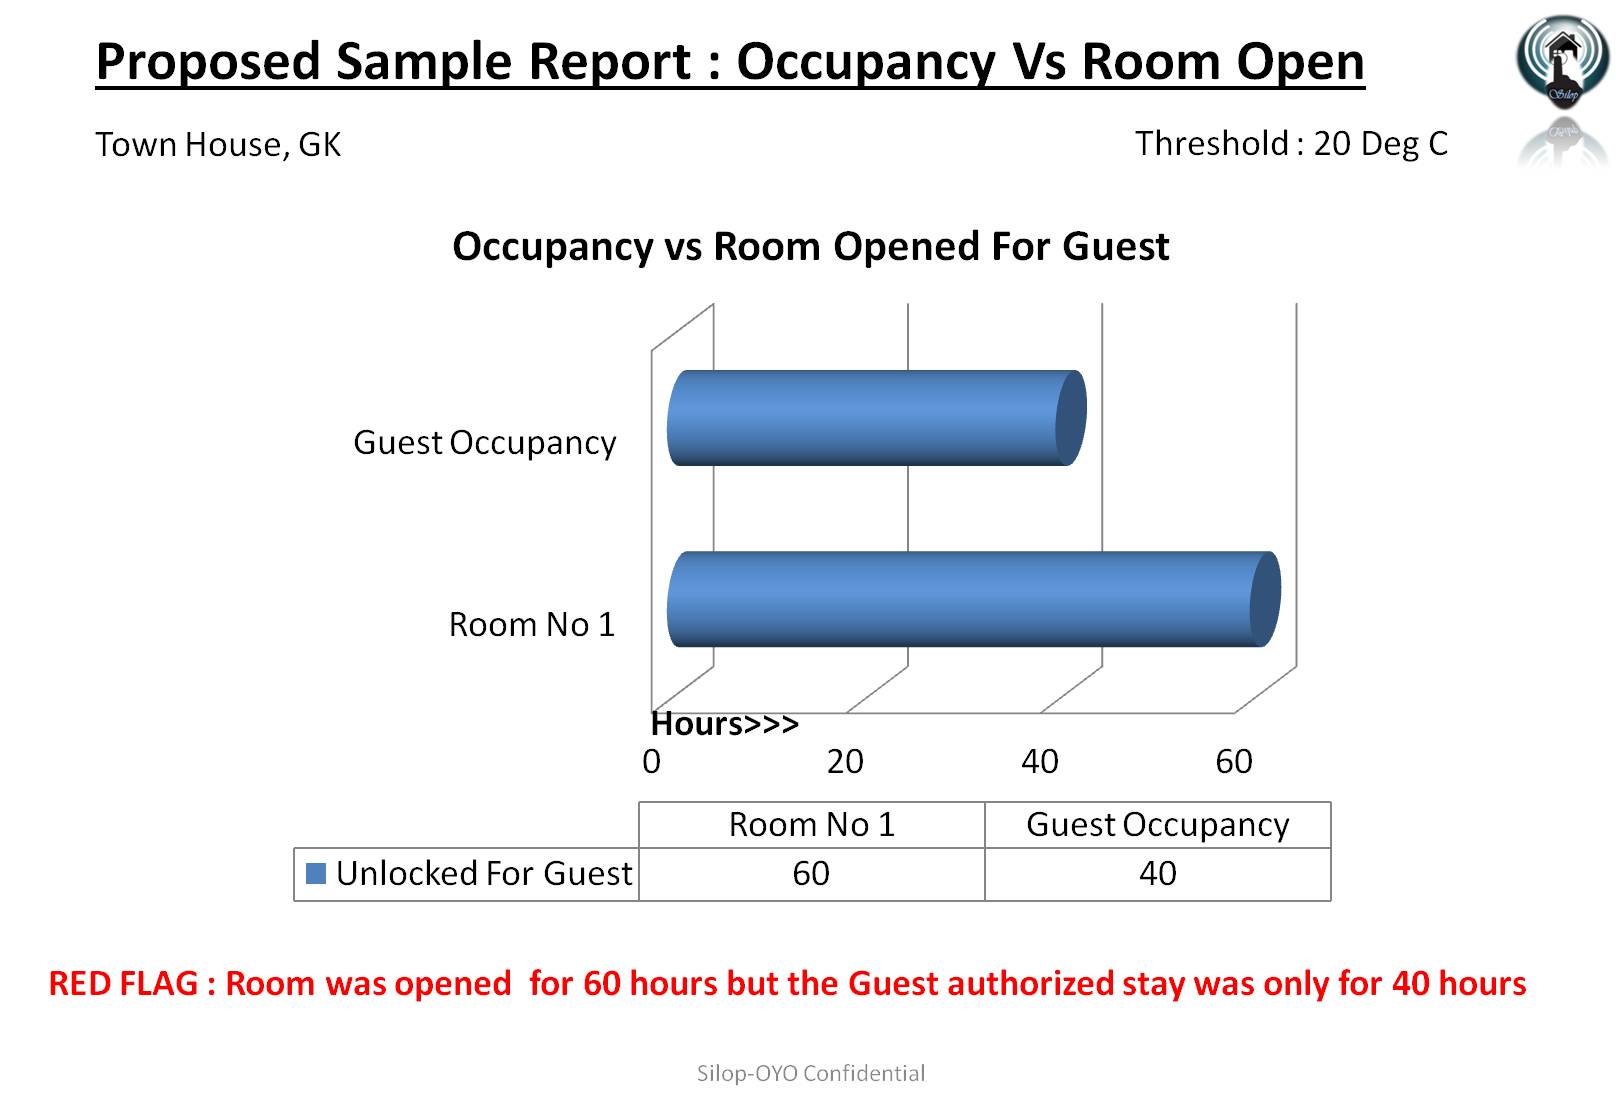 Proposed Sample Report : Occupancy Vs Room Open
Silop
Town House, GK
Threshold : 20 Deg C
Occupancy vs Room Opened For Guest
Guest Occupancy
Room No 1
Hours>>>
0 20 40 60
Room No 1 Guest Occupancy
Unlocked For Guest 60 40
RED FLAG : Room was opened  for 60 hours but the Guest authorized stay was only for 40 hours
Silop-OYO Confidential